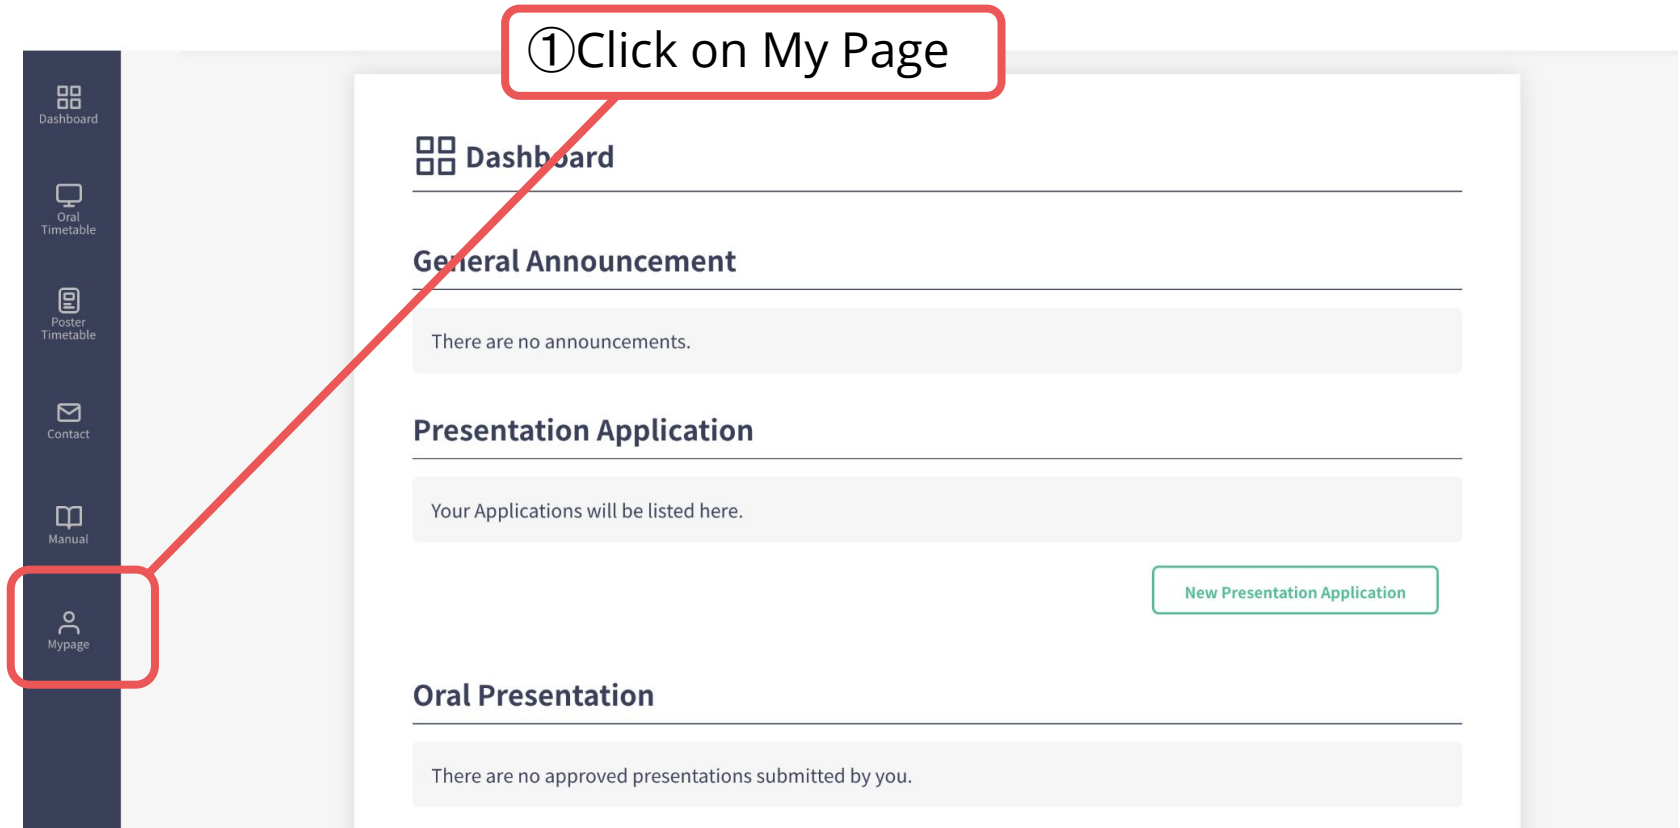 ①Click on My Page
Dashboard
Oral
Timetable
Poster
Timetable
Contact
Manual
Mypage
Dashboard
General Announcement
There are no announcements.
Presentation Application
Your Applications will be listed here.
New Presentation Application
Oral Presentation
There are no approved presentations submitted by you.